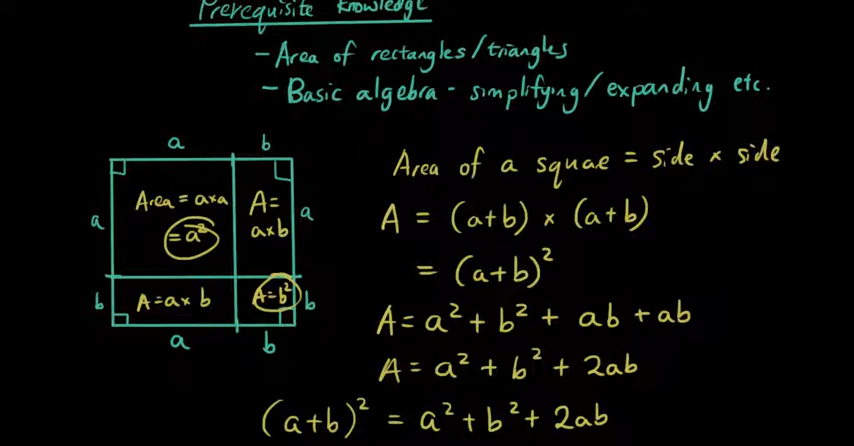 Prerequisite knowledge
- Area of rectangles/triangles
- Basic algebra - simplifying/expanding etc.
a b
Area of a squae = side × side
a Area = a×a A= a
= a² a×b
A = (a+b) × (a+b)
= (a+b)²
b A=a×b A=b² b
a b
A = a² + b² + ab + ab
A = a² + b² + 2ab
(a+b)² = a² + b² + 2ab